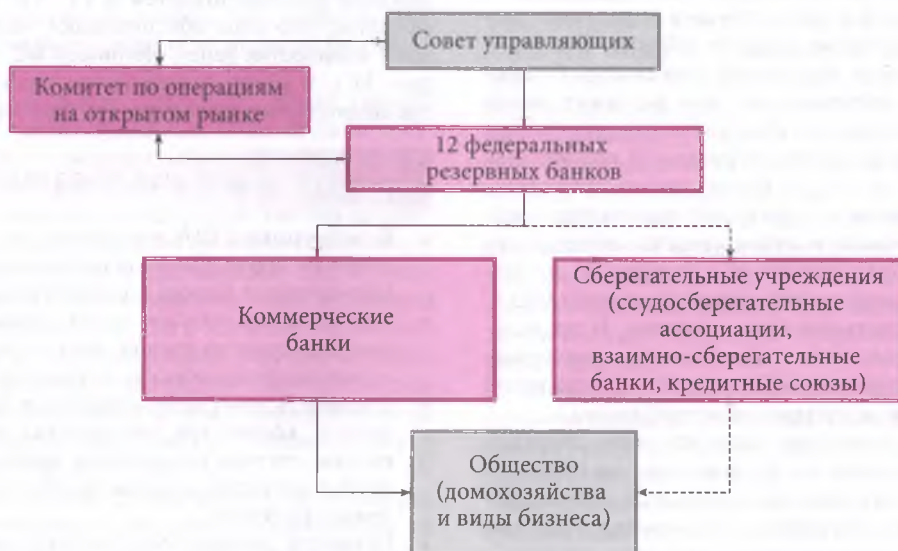 Совет управляющих
Комитет по операциям
на открытом рынке
12 федеральных
резервных банков
Коммерческие
банки
Сберегательные учреждения
(ссудосберегательные
ассоциации,
взаимно-сберегательные
банки, кредитные союзы)
Общество
(домохозяйства
и виды бизнеса)